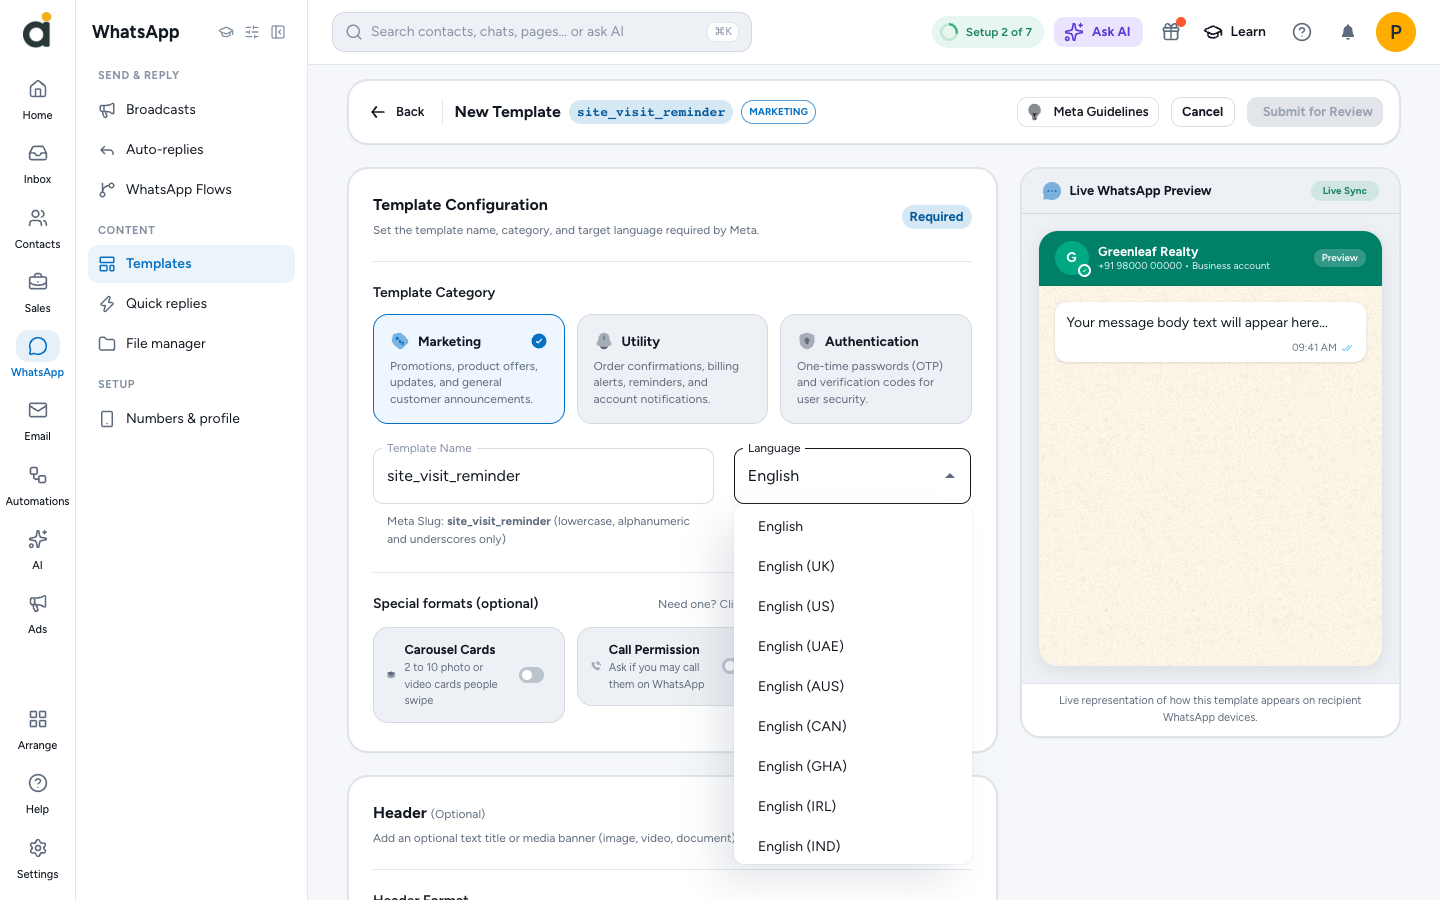 WhatsApp
Search contacts, chats, pages... or ask AI
⌘K
Setup 2 of 7
Ask AI
Learn
P
Home
Inbox
Contacts
Sales
WhatsApp
Email
Automations
AI
Ads
Arrange
Help
Settings
SEND & REPLY
Broadcasts
Auto-replies
WhatsApp Flows
CONTENT
Templates
Quick replies
File manager
SETUP
Numbers & profile
Back
New Template
site_visit_reminder
MARKETING
Meta Guidelines
Cancel
Submit for Review
Template Configuration
Set the template name, category, and target language required by Meta.
Required
Template Category
Marketing
Promotions, product offers,
updates, and general
customer announcements.
Utility
Order confirmations, billing
alerts, reminders, and
account notifications.
Authentication
One-time passwords (OTP)
and verification codes for
user security.
Template Name
site_visit_reminder
Meta Slug: site_visit_reminder (lowercase, alphanumeric
and underscores only)
Language
English
English
English (UK)
English (US)
English (UAE)
English (AUS)
English (CAN)
English (GHA)
English (IRL)
English (IND)
Special formats (optional)
Need one? Cli
Carousel Cards
2 to 10 photo or
video cards people
swipe
Call Permission
Ask if you may call
them on WhatsApp
Header (Optional)
Add an optional text title or media banner (image, video, document)
Header Format
Live WhatsApp Preview
Live Sync
G
Greenleaf Realty
+91 98000 00000 • Business account
Preview
Your message body text will appear here...
09:41 AM
Live representation of how this template appears on recipient
WhatsApp devices.